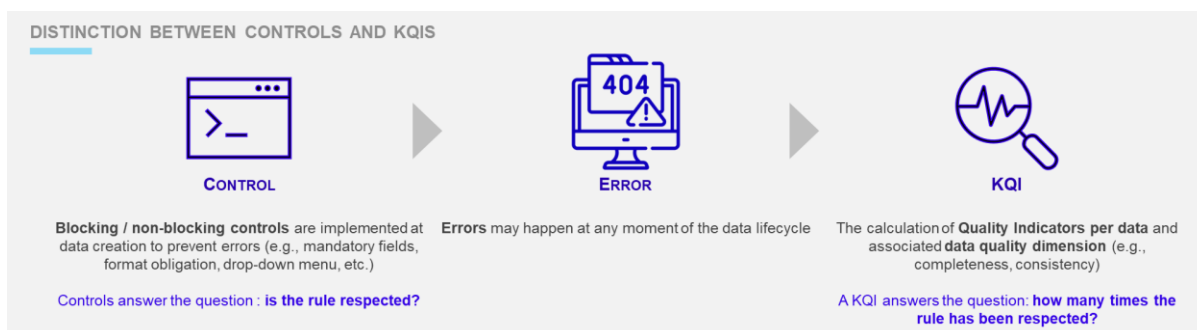 DISTINCTION BETWEEN CONTROLS AND KQIS
404
CONTROL
ERROR
KQI
Blocking / non-blocking controls are implemented at
data creation to prevent errors (e.g., mandatory fields,
format obligation, drop-down menu, etc.)
Controls answer the question : is the rule respected?
Errors may happen at any moment of the data lifecycle
The calculation of Quality Indicators per data and
associated data quality dimension (e.g.,
completeness, consistency)
A KQI answers the question: how many times the
rule has been respected?